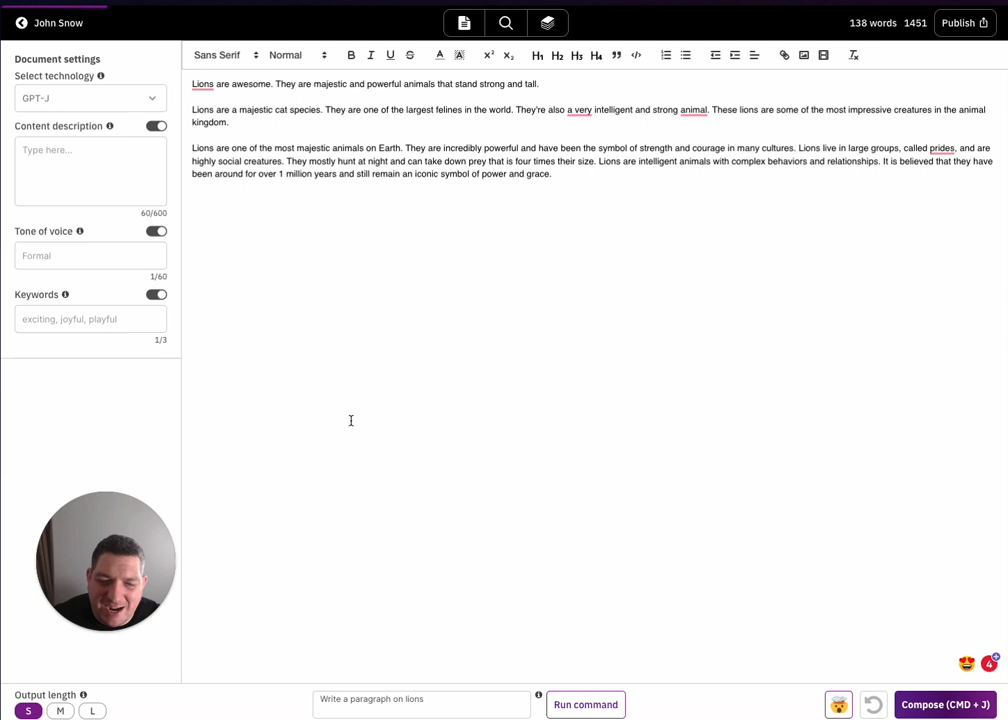 John Snow
138 words 1451 Publish
Document settings
Select technology
GPT-J
Content description
Type here...
60/600
Tone of voice
Formal
1/60
Keywords
exciting, joyful, playful
1/3
Sans Serif Normal B I U S A A X² X₂ H1 H2 H3 H4
Lions are awesome. They are majestic and powerful animals that stand strong and tall.
Lions are a majestic cat species. They are one of the largest felines in the world. They're also a very intelligent and strong animal. These lions are some of the most impressive creatures in the animal
kingdom.
Lions are one of the most majestic animals on Earth. They are incredibly powerful and have been the symbol of strength and courage in many cultures. Lions live in large groups, called prides, and are
highly social creatures. They mostly hunt at night and can take down prey that is four times their size. Lions are intelligent animals with complex behaviors and relationships. It is believed that they have
been around for over 1 million years and still remain an iconic symbol of power and grace.
4
Output length
S M L
Write a paragraph on lions
Run command
Compose (CMD + J)